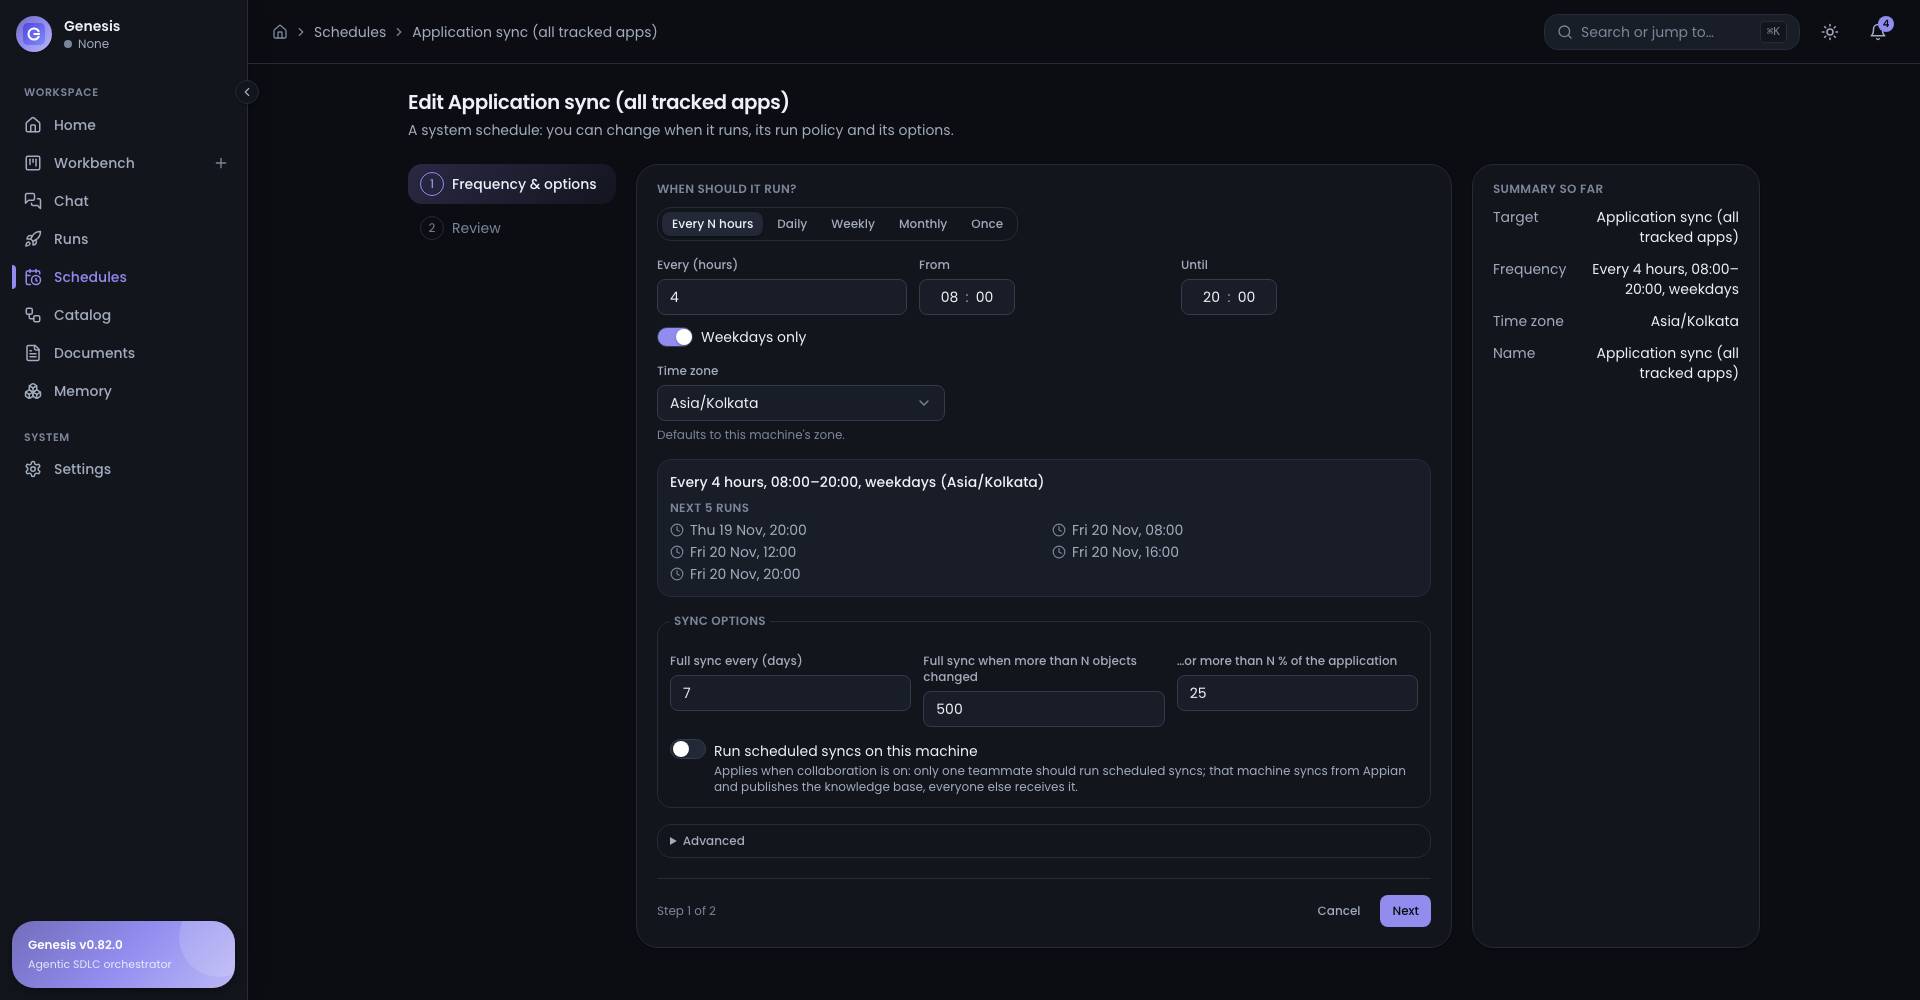 Genesis
None
WORKSPACE
Home
Workbench
Chat
Runs
Schedules
Catalog
Documents
Memory
SYSTEM
Settings
Genesis v0.82.0
Agentic SDLC orchestrator
Schedules
Application sync (all tracked apps)
Search or jump to...
⌘K
4
Edit Application sync (all tracked apps)
A system schedule: you can change when it runs, its run policy and its options.
1 Frequency & options
2 Review
WHEN SHOULD IT RUN?
Every N hours Daily Weekly Monthly Once
Every (hours) From Until
4 08 : 00 20 : 00
Weekdays only
Time zone
Asia/Kolkata
Defaults to this machine's zone.
Every 4 hours, 08:00–20:00, weekdays (Asia/Kolkata)
NEXT 5 RUNS
Thu 19 Nov, 20:00 Fri 20 Nov, 08:00
Fri 20 Nov, 12:00 Fri 20 Nov, 16:00
Fri 20 Nov, 20:00
SYNC OPTIONS
Full sync every (days)
7
Full sync when more than N objects
changed
500
...or more than N % of the application
25
Run scheduled syncs on this machine
Applies when collaboration is on: only one teammate should run scheduled syncs; that machine syncs from Appian
and publishes the knowledge base, everyone else receives it.
Advanced
Step 1 of 2
Cancel
Next
SUMMARY SO FAR
Target Application sync (all
tracked apps)
Frequency Every 4 hours, 08:00–
20:00, weekdays
Time zone Asia/Kolkata
Name Application sync (all
tracked apps)